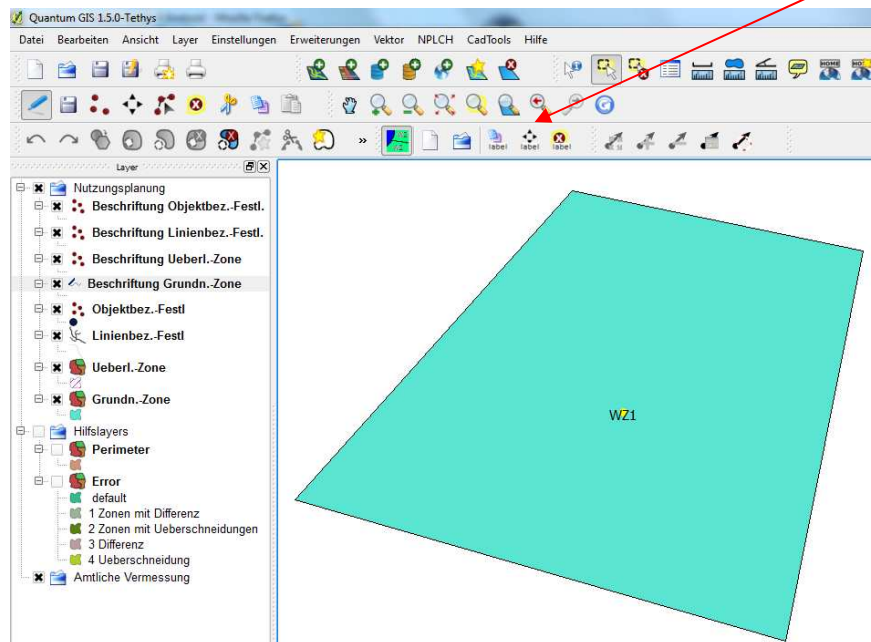 Quantum GIS 1.5.0-Tethys
Datei Bearbeiten Ansicht Layer Einstellungen Erweiterungen Vektor NPLCH CadTools Hilfe
» label label label
Layer
Nutzungsplanung
Beschriftung Objektbez.-Festl.
Beschriftung Linienbez.-Festl.
Beschriftung Ueberl.-Zone
Beschriftung Grundn.-Zone
Objektbez.-Festl
Linienbez.-Festl
Ueberl.-Zone
Grundn.-Zone
Hilfslayers
Perimeter
Error
default
1 Zonen mit Differenz
2 Zonen mit Ueberschneidungen
3 Differenz
4 Ueberschneidung
Amtliche Vermessung
WZ1